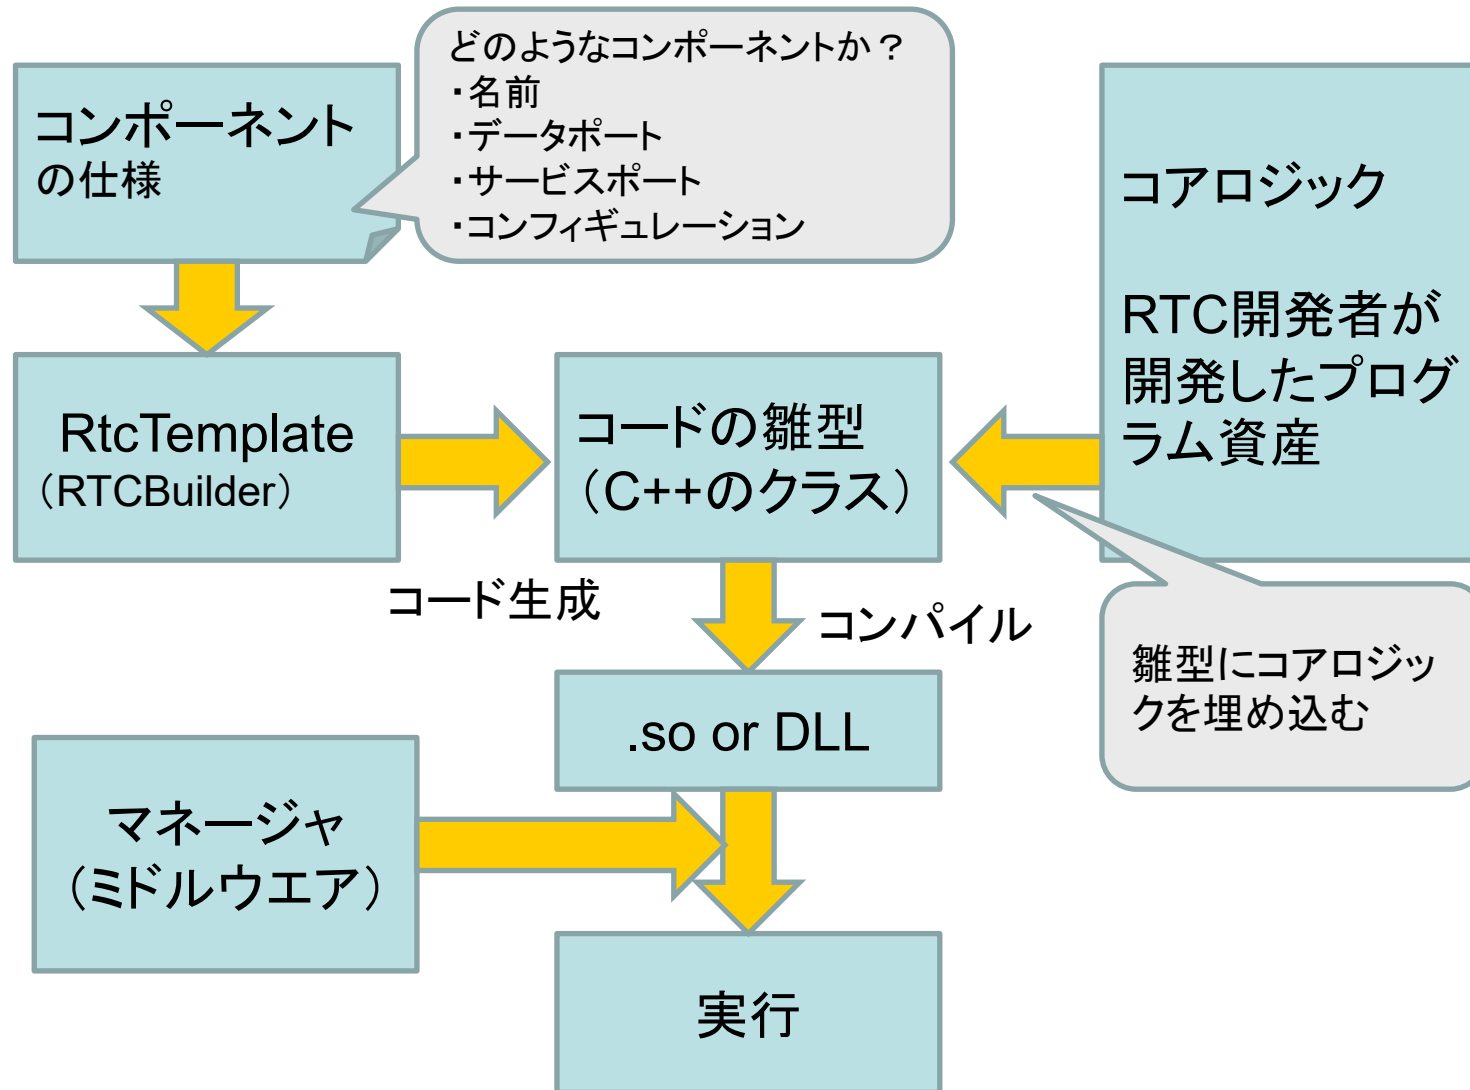 コンポーネント
の仕様
どのようなコンポーネントか？
・名前
・データポート
・サービスポート
・コンフィギュレーション
コアロジック
RTC開発者が
開発したプログ
ラム資産
RtcTemplate
（RTCBuilder）
コードの雛型
（C++のクラス）
コード生成
コンパイル
雛型にコアロジッ
クを埋め込む
.so or DLL
マネージャ
（ミドルウエア）
実行